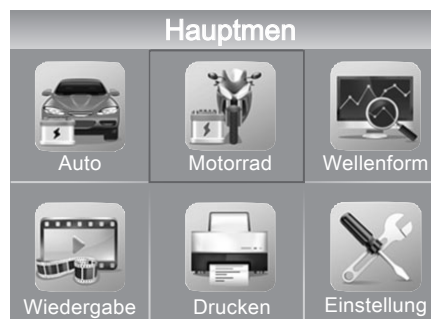 Hauptmen
Auto Motorrad Wellenform
Wiedergabe Drucken Einstellung